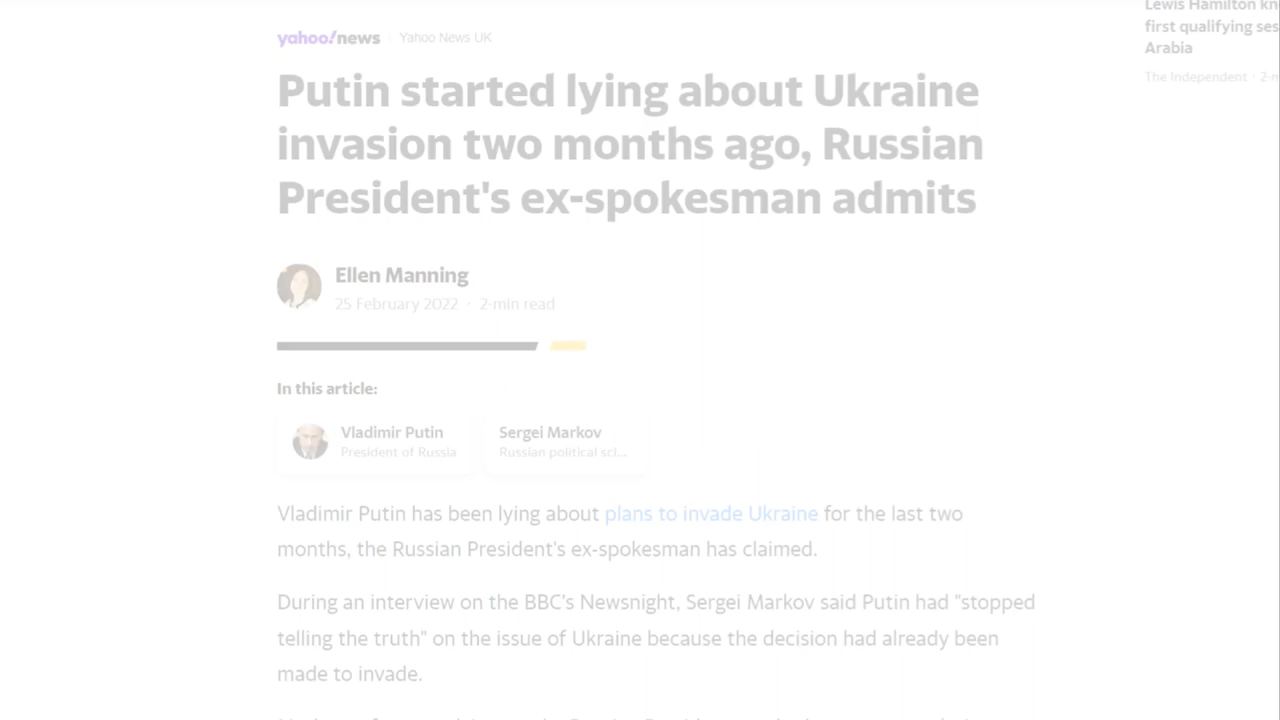 Lewis Hamilton kn
first qualifying ses
Arabia
The Independent · 2-m
yahoo!news Yahoo News UK
Putin started lying about Ukraine
invasion two months ago, Russian
President's ex-spokesman admits
Ellen Manning
25 February 2022 · 2-min read
In this article:
Vladimir Putin
President of Russia
Sergei Markov
Russian political sci...
Vladimir Putin has been lying about plans to invade Ukraine for the last two
months, the Russian President's ex-spokesman has claimed.
During an interview on the BBC's Newsnight, Sergei Markov said Putin had "stopped
telling the truth" on the issue of Ukraine because the decision had already been
made to invade.